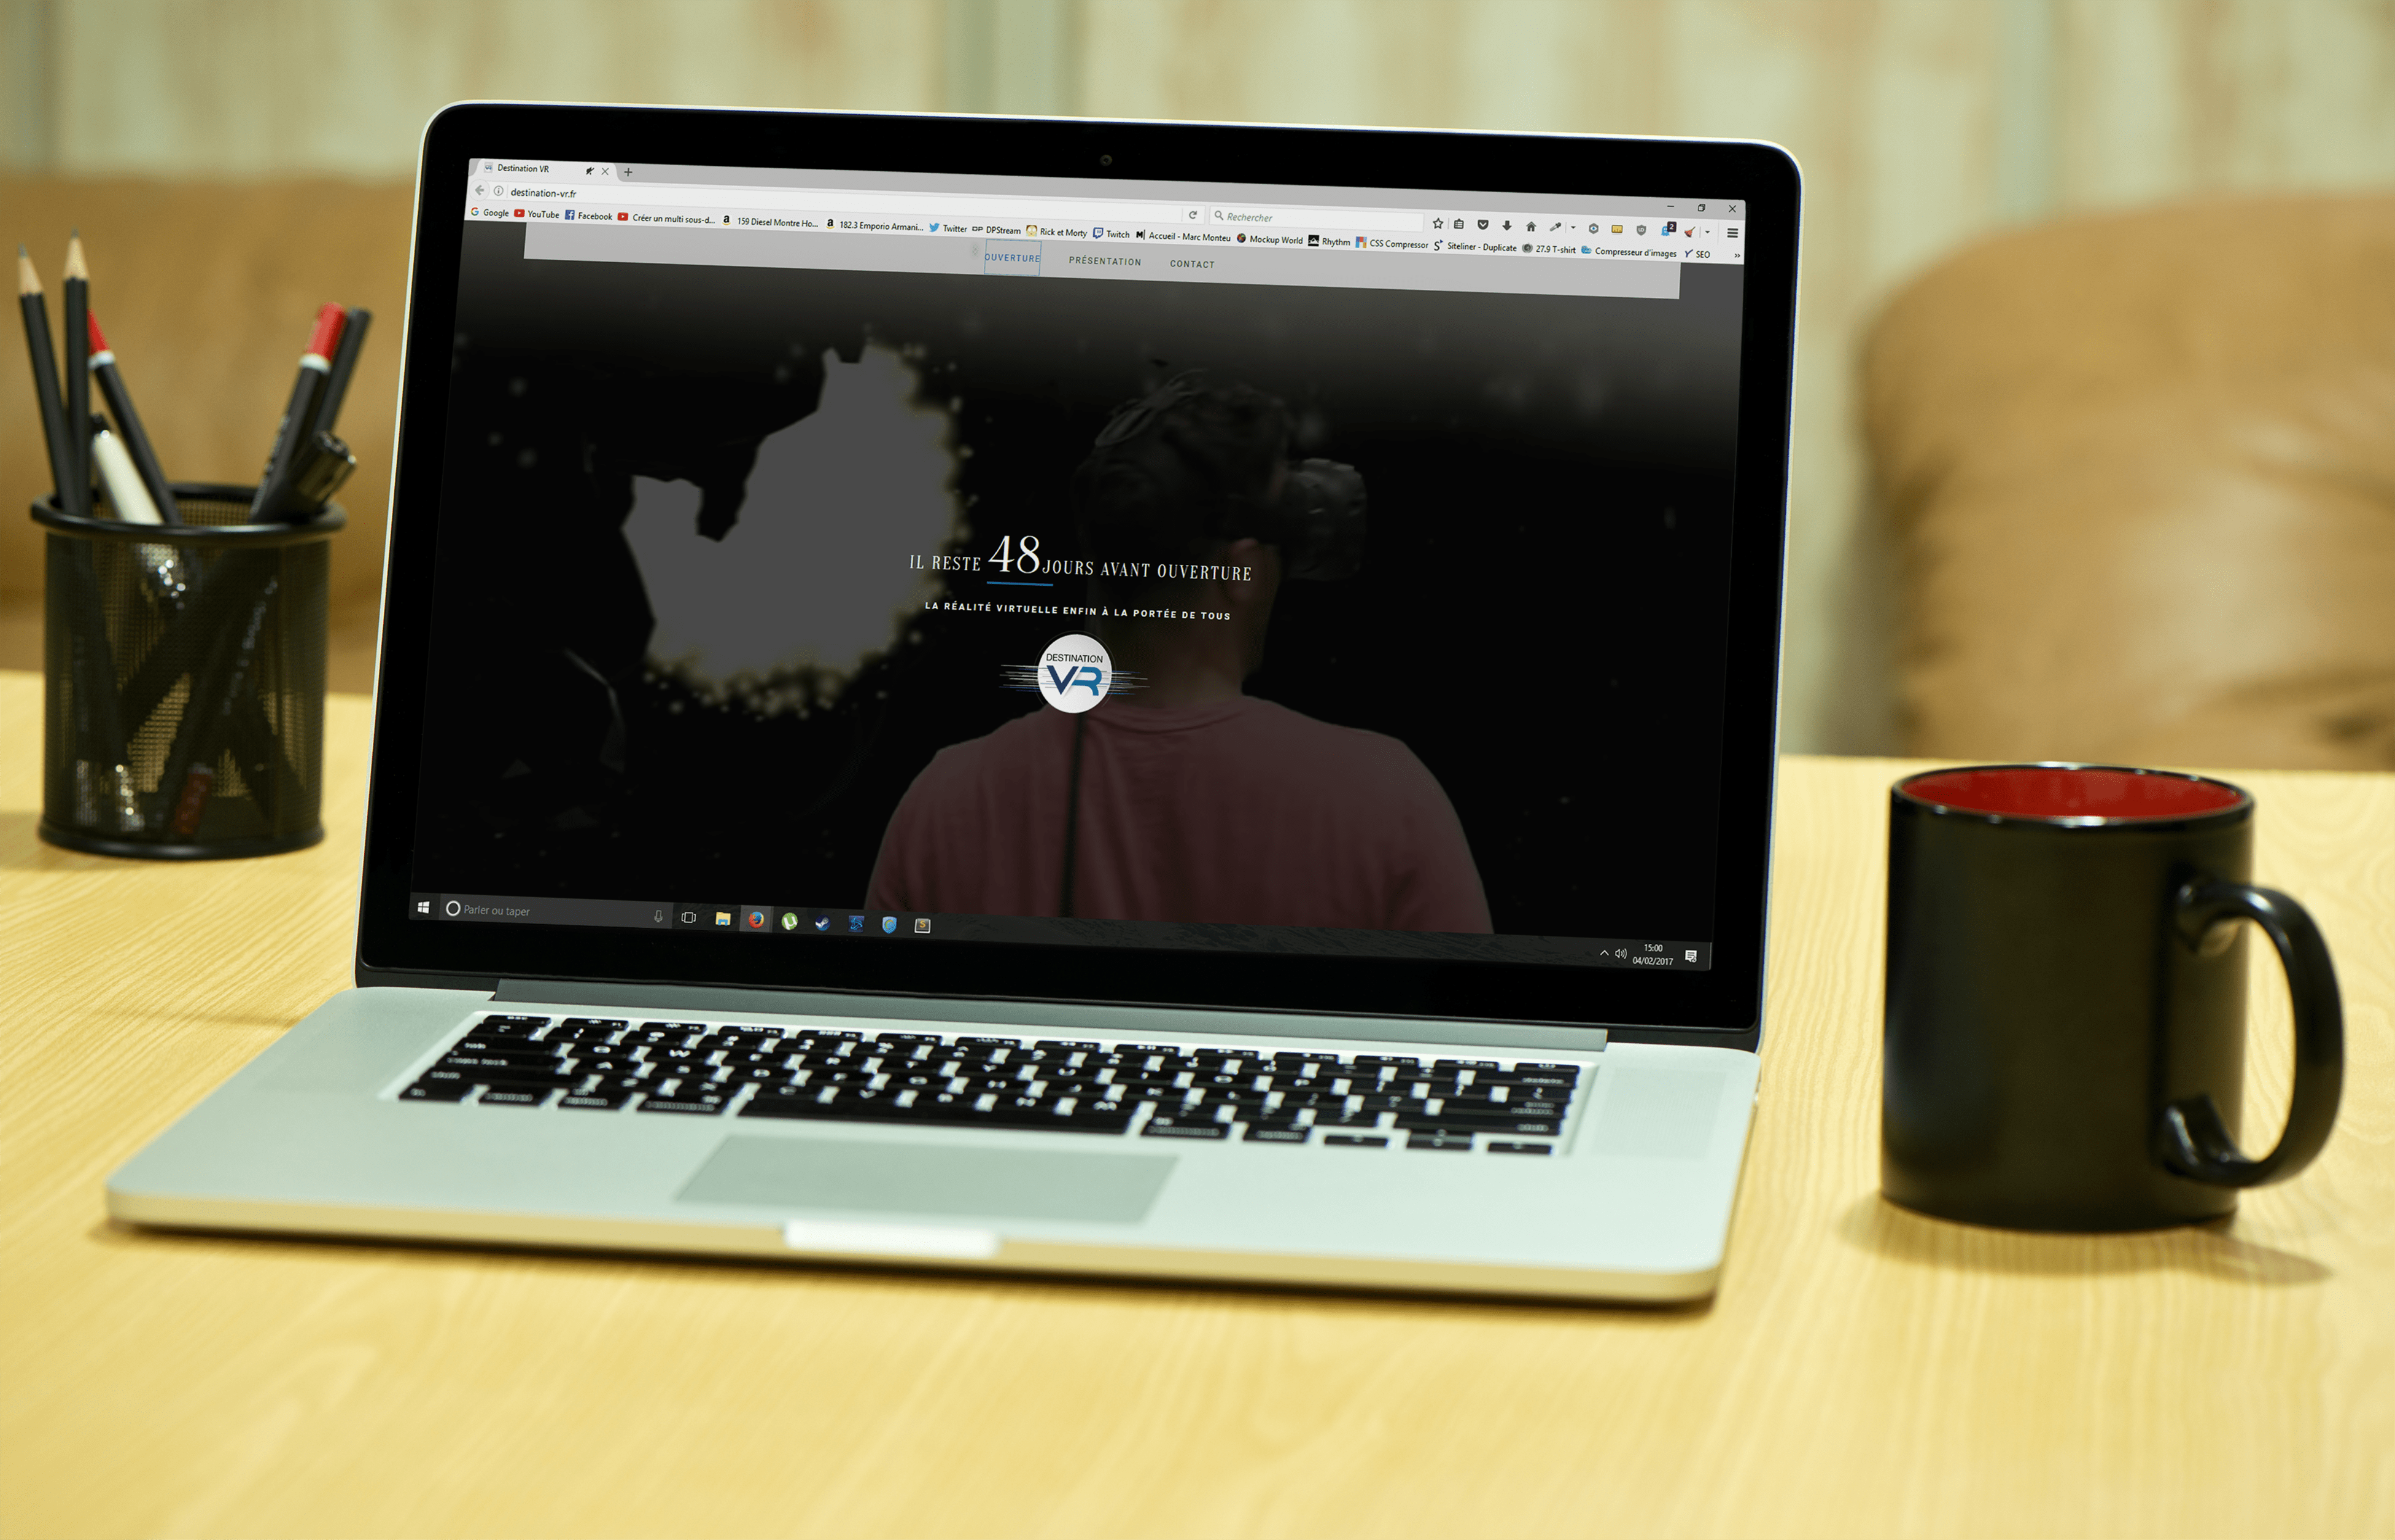 Destination VR
destination-vr.fr
Rechercher
Google YouTube Facebook Créer un multi sous-d... 159 Diesel Montre Ho... 182.3 Emporio Armani... Twitter DPStream Rick et Morty Twitch Accueil - Marc Monteu Mockup World Rhythm CSS Compressor Siteliner - Duplicate 27.9 T-shirt Compresseur d'images SEO »
OUVERTURE PRÉSENTATION CONTACT
IL RESTE 48 JOURS AVANT OUVERTURE
LA RÉALITÉ VIRTUELLE ENFIN À LA PORTÉE DE TOUS
DESTINATION
VR
Parler ou taper
15:00
04/02/2017